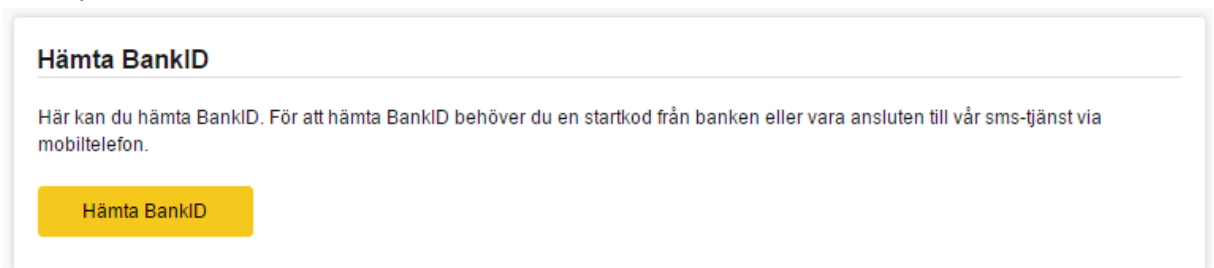 Hämta BankID
Här kan du hämta BankID. För att hämta BankID behöver du en startkod från banken eller vara ansluten till vår sms-tjänst via
mobiltelefon.
Hämta BankID